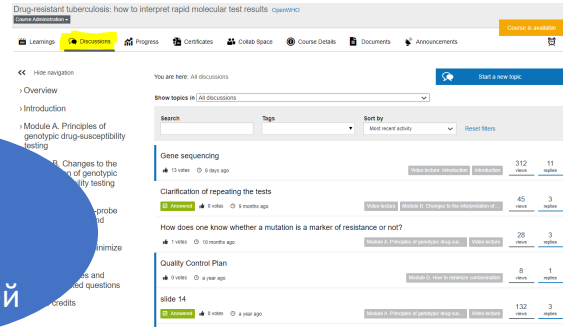 Drug-resistant tuberculosis: how to interpret rapid molecular test results OpenWHO
Course Administration
Course is available
Learnings Discussions Progress Certificates Collab Space Course Details Documents Announcements
Hide navigation
Overview
Introduction
Module A. Principles of
genotypic drug-susceptibility
testing
B. Changes to the
of genotypic
testing
-probe
credits
й
You are here: All discussions
Start a new topic
Show topics in All discussions
Search Tags Sort by
Most recent activity Reset filters
Gene sequencing
13 votes 8 days ago Video lecture: Introduction Introduction 312 views 11 replies
Clarification of repeating the tests
Answered 0 votes 9 months ago Video lecture Module B. Changes to the interpretation of... 45 views 3 replies
How does one know whether a mutation is a marker of resistance or not?
1 votes 10 months ago Module A. Principles of genotypic drug-sus... Video lecture 28 views 3 replies
Quality Control Plan
0 votes a year ago Module D. How to minimize contamination 8 views 1 replies
slide 14
Answered 0 votes a year ago Module A. Principles of genotypic drug-sus... Video lecture 132 views 3 replies